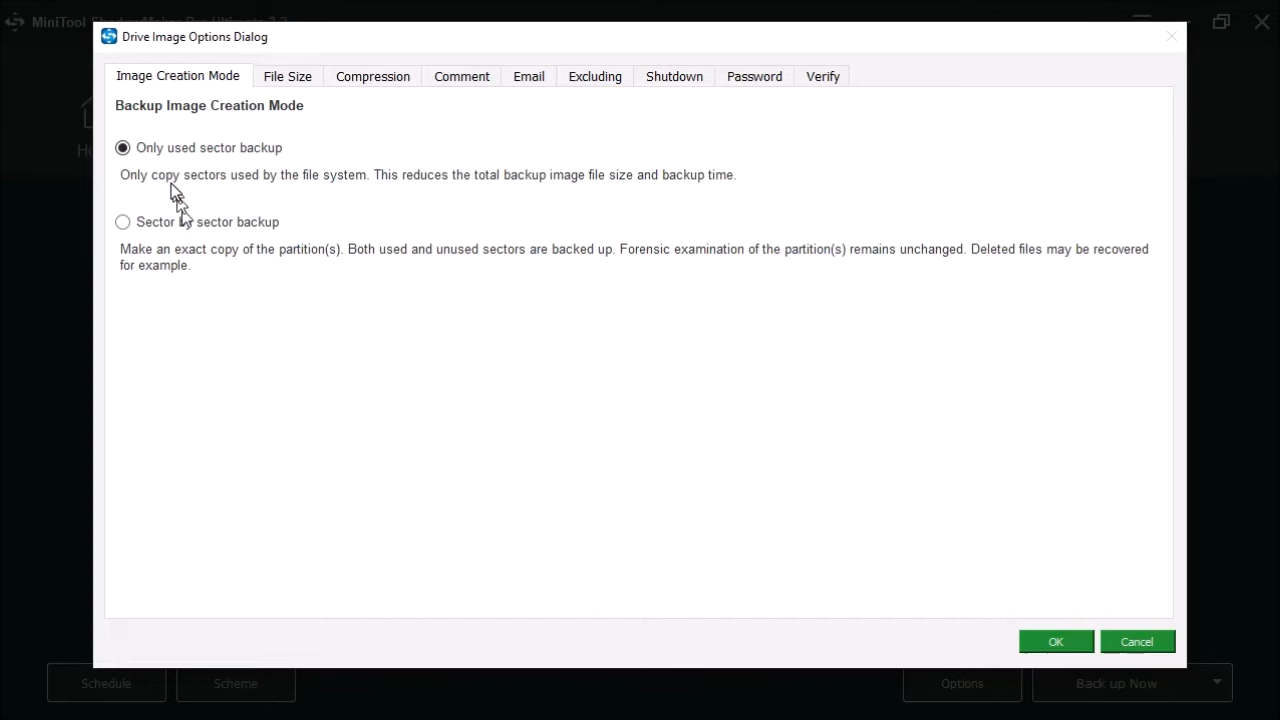 MiniTool ShadowMaker Pro Ultimate
Drive Image Options Dialog
Image Creation Mode File Size Compression Comment Email Excluding Shutdown Password Verify
Backup Image Creation Mode
Only used sector backup
Only copy sectors used by the file system. This reduces the total backup image file size and backup time.
Sector by sector backup
Make an exact copy of the partition(s). Both used and unused sectors are backed up. Forensic examination of the partition(s) remains unchanged. Deleted files may be recovered
for example.
OK Cancel
Schedule Scheme Options Back up Now